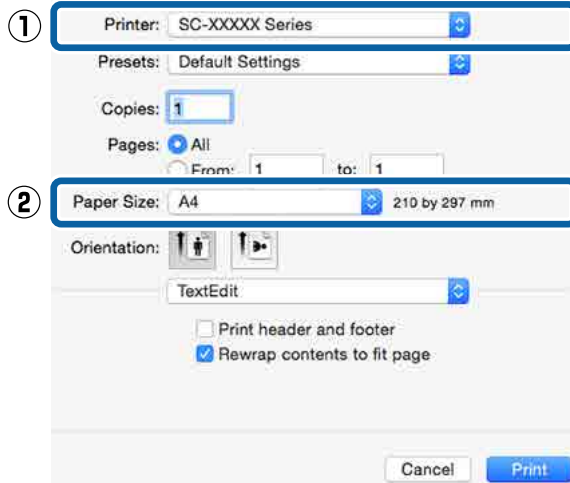 ① Printer: SC-XXXXX Series
Presets: Default Settings
Copies: 1
Pages: All
From: 1 to: 1
② Paper Size: A4 210 by 297 mm
Orientation:
TextEdit
Print header and footer
Rewrap contents to fit page
Cancel Print